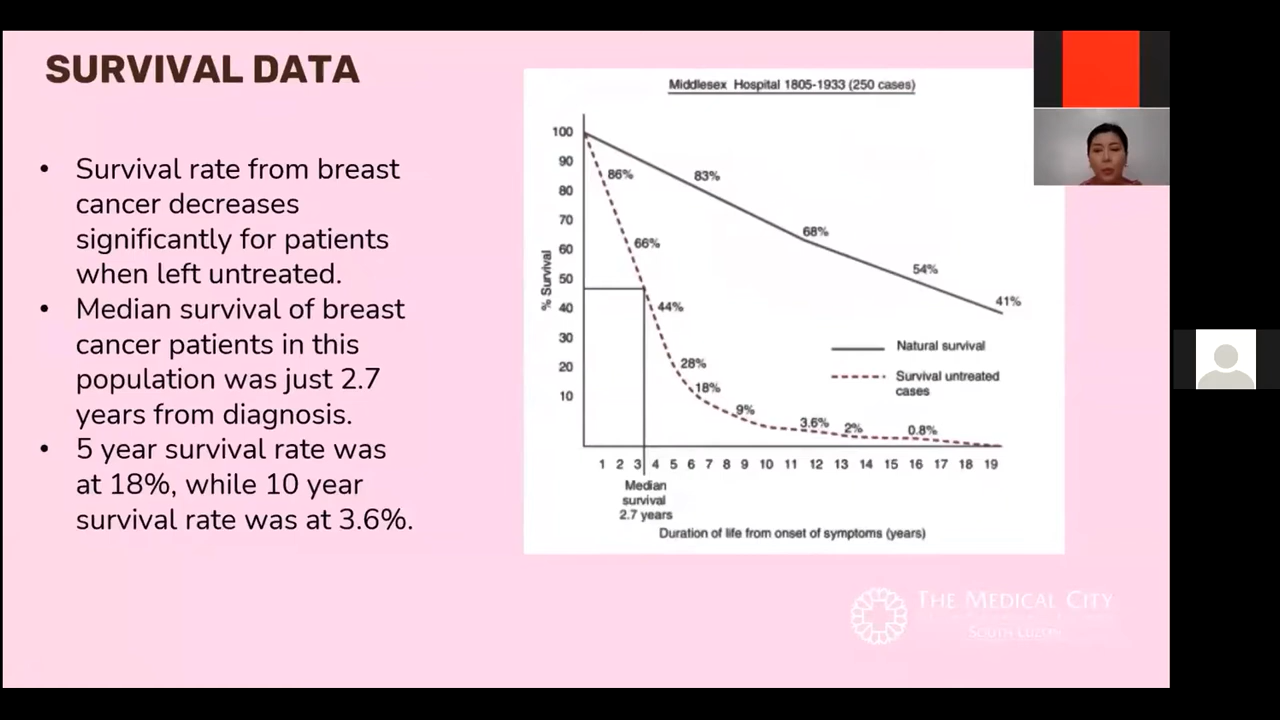 SURVIVAL DATA
• Survival rate from breast
cancer decreases
significantly for patients
when left untreated.
• Median survival of breast
cancer patients in this
population was just 2.7
years from diagnosis.
• 5 year survival rate was
at 18%, while 10 year
survival rate was at 3.6%.
Middlesex Hospital 1805-1933 (250 cases)
% Survival
100
90
80
70
60
50
40
30
20
10
86%
83%
66%
68%
54%
44%
41%
28%
18%
9%
3.6%
2%
0.8%
Natural survival
Survival untreated
cases
1 2 3 4 5 6 7 8 9 10 11 12 13 14 15 16 17 18 19
Median
survival
2.7 years
Duration of life from onset of symptoms (years)
THE MEDICAL CITY
SOUTH LUZON